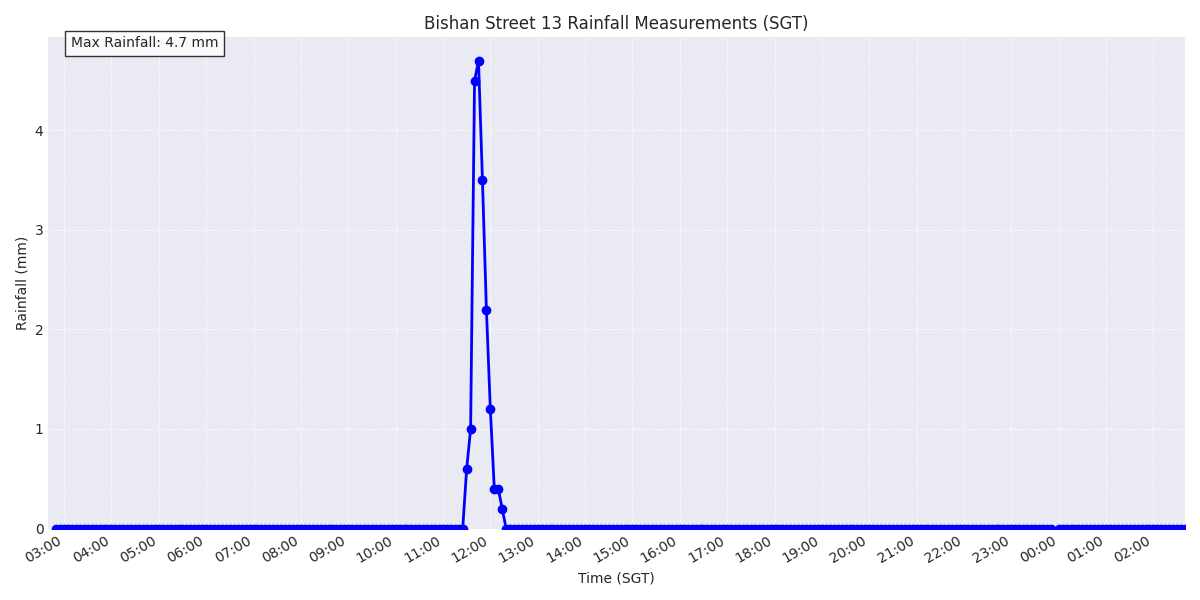 Bishan Street 13 Rainfall Measurements (SGT)
Max Rainfall: 4.7 mm
Rainfall (mm)
4
3
2
1
0
03:00 04:00 05:00 06:00 07:00 08:00 09:00 10:00 11:00 12:00 13:00 14:00 15:00 16:00 17:00 18:00 19:00 20:00 21:00 22:00 23:00 00:00 01:00 02:00
Time (SGT)